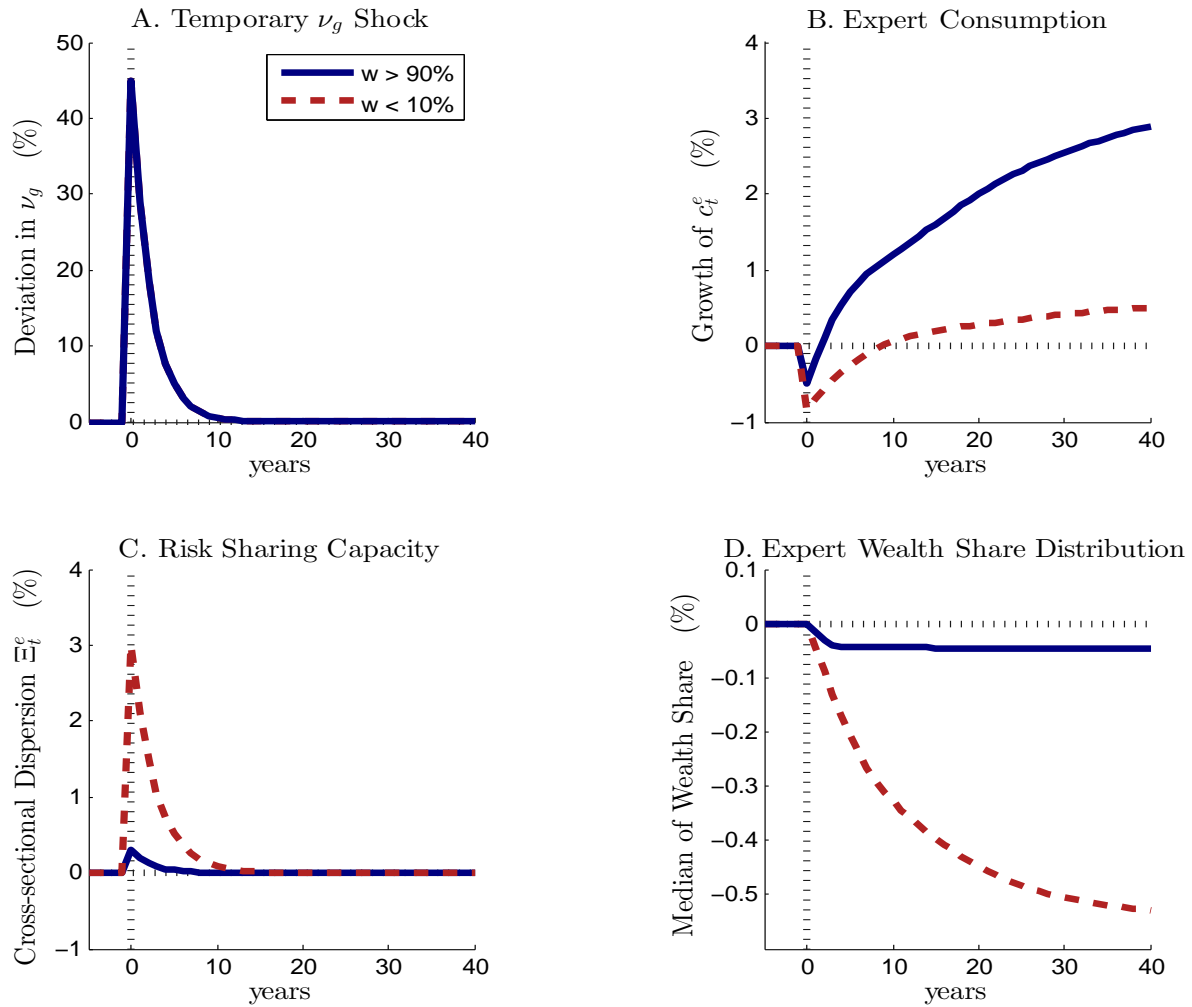 A. Temporary ν_g Shock
Deviation in ν_g (%)
50
40
30
20
10
0
w > 90%
w < 10%
0 10 20 30 40
years
B. Expert Consumption
Growth of c_t^e (%)
4
3
2
1
0
−1
0 10 20 30 40
years
C. Risk Sharing Capacity
Cross-sectional Dispersion Ξ_t^e (%)
4
3
2
1
0
−1
0 10 20 30 40
years
D. Expert Wealth Share Distribution
Median of Wealth Share (%)
0.1
0
−0.1
−0.2
−0.3
−0.4
−0.5
0 10 20 30 40
years